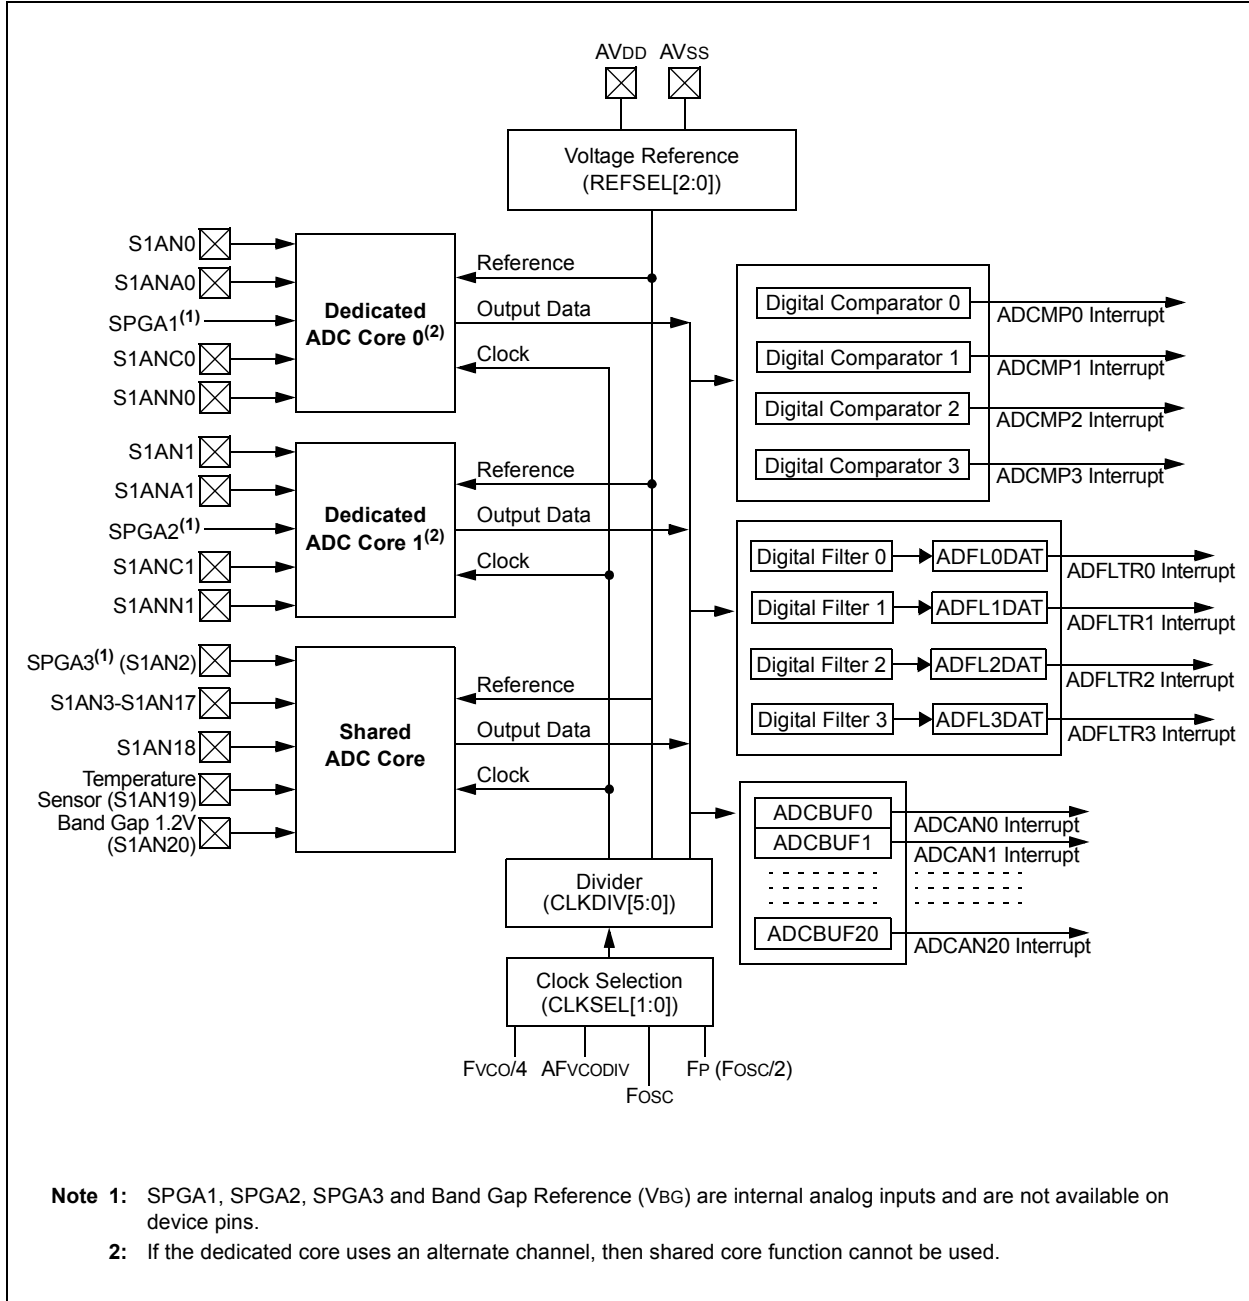 AVDD AVSS
Voltage Reference
(REFSEL[2:0])
S1AN0
S1ANA0
SPGA1(1)
S1ANC0
S1ANN0
Dedicated
ADC Core 0(2)
Reference
Output Data
Clock
S1AN1
S1ANA1
SPGA2(1)
S1ANC1
S1ANN1
Dedicated
ADC Core 1(2)
Reference
Output Data
Clock
SPGA3(1) (S1AN2)
S1AN3-S1AN17
S1AN18
Temperature
Sensor (S1AN19)
Band Gap 1.2V
(S1AN20)
Shared
ADC Core
Reference
Output Data
Clock
Digital Comparator 0
ADCMP0 Interrupt
Digital Comparator 1
ADCMP1 Interrupt
Digital Comparator 2
ADCMP2 Interrupt
Digital Comparator 3
ADCMP3 Interrupt
Digital Filter 0 ADFL0DAT
ADFLTR0 Interrupt
Digital Filter 1 ADFL1DAT
ADFLTR1 Interrupt
Digital Filter 2 ADFL2DAT
ADFLTR2 Interrupt
Digital Filter 3 ADFL3DAT
ADFLTR3 Interrupt
ADCBUF0
ADCAN0 Interrupt
ADCBUF1
ADCAN1 Interrupt
ADCBUF20
ADCAN20 Interrupt
Divider
(CLKDIV[5:0])
Clock Selection
(CLKSEL[1:0])
FVCO/4 AFVCODIV FP (FOSC/2)
FOSC
Note 1: SPGA1, SPGA2, SPGA3 and Band Gap Reference (VBG) are internal analog inputs and are not available on
device pins.
2: If the dedicated core uses an alternate channel, then shared core function cannot be used.